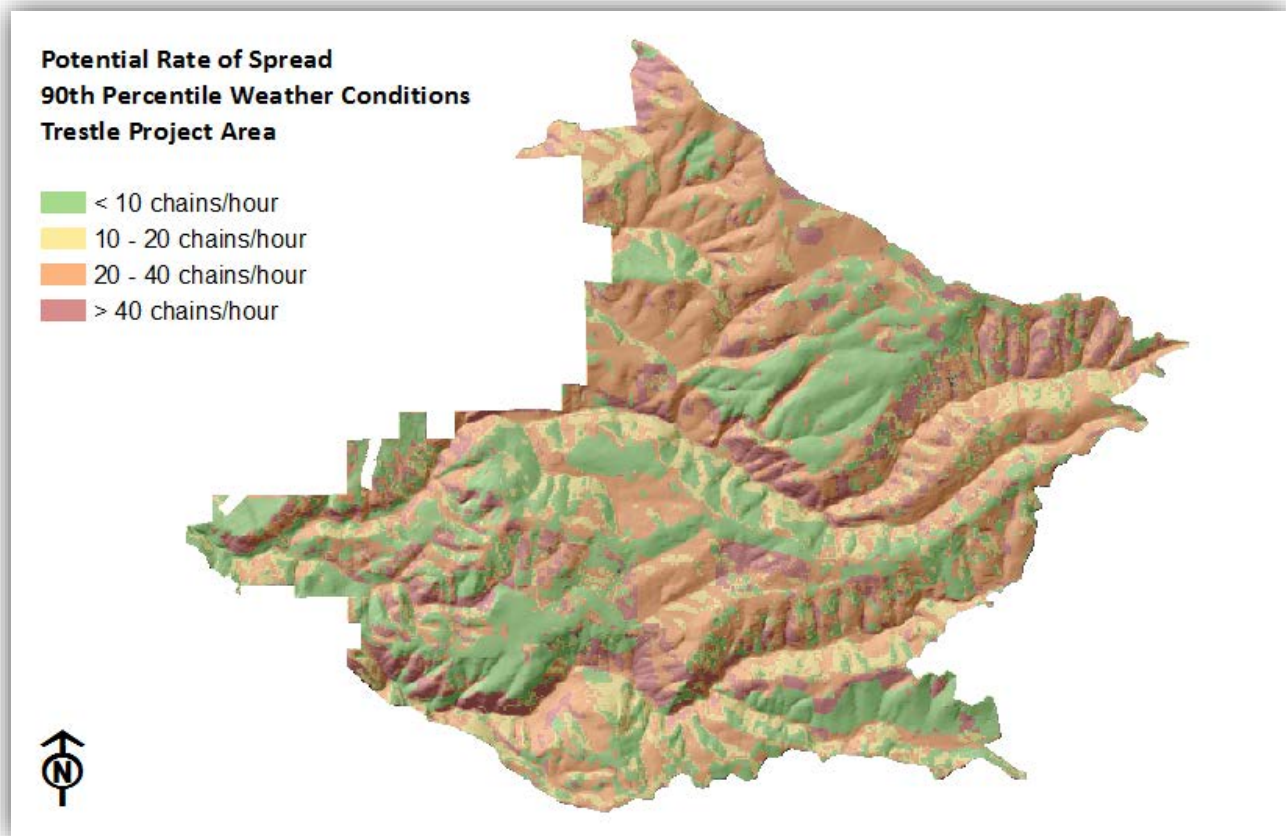 Potential Rate of Spread
90th Percentile Weather Conditions
Trestle Project Area
< 10 chains/hour
10 - 20 chains/hour
20 - 40 chains/hour
> 40 chains/hour
N